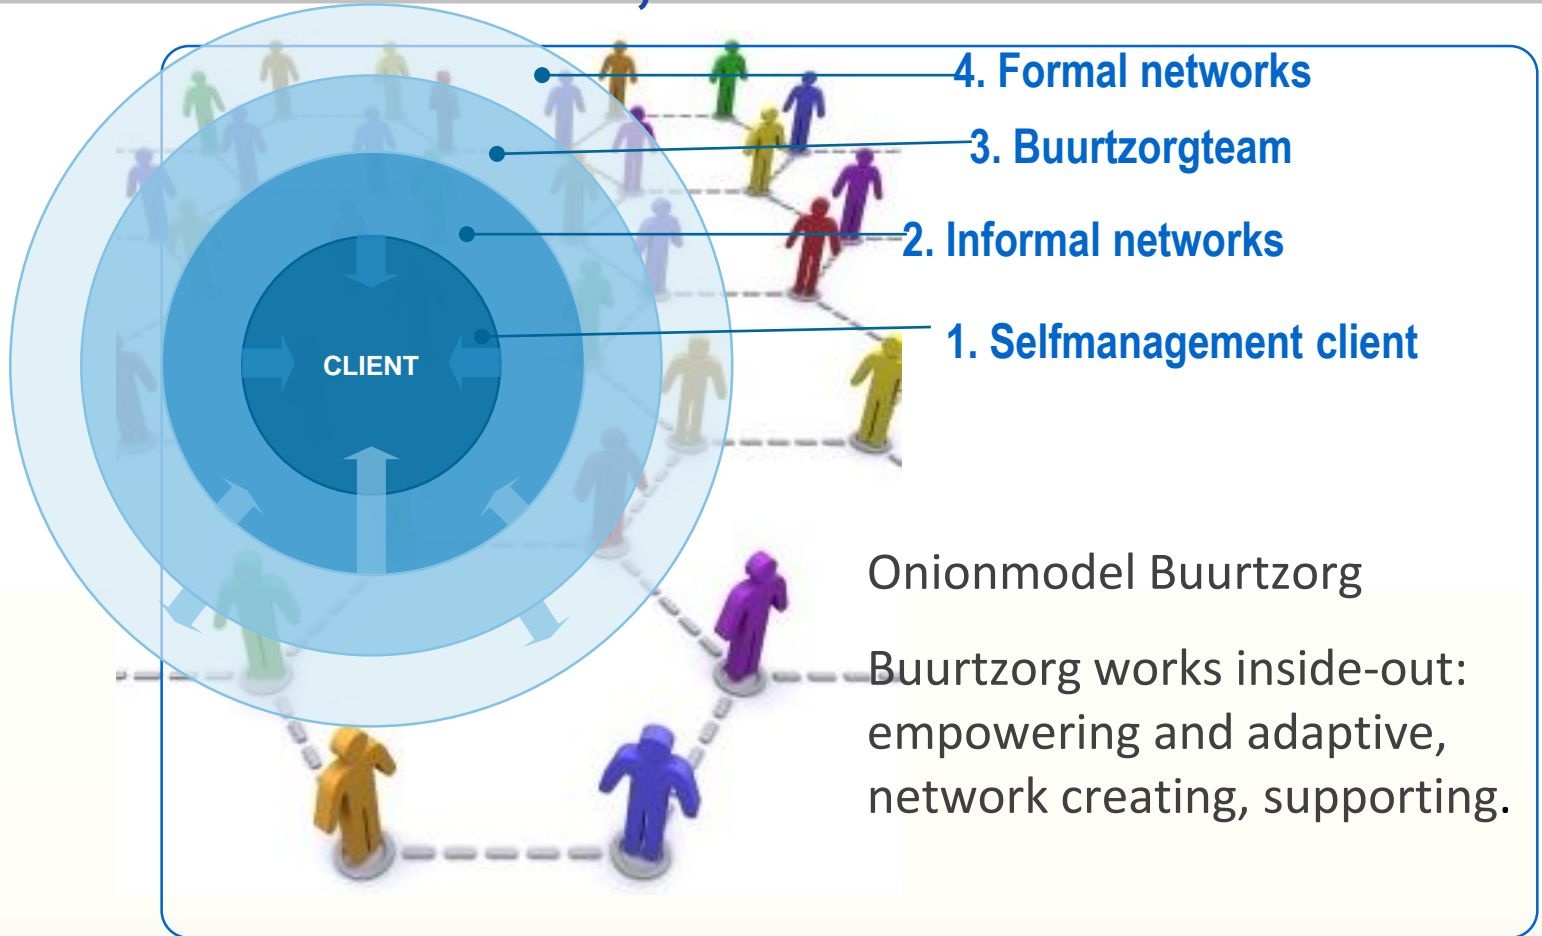 4. Formal networks
3. Buurtzorgteam
2. Informal networks
1. Selfmanagement client
CLIENT
Onionmodel Buurtzorg
Buurtzorg works inside-out:
empowering and adaptive,
network creating, supporting.